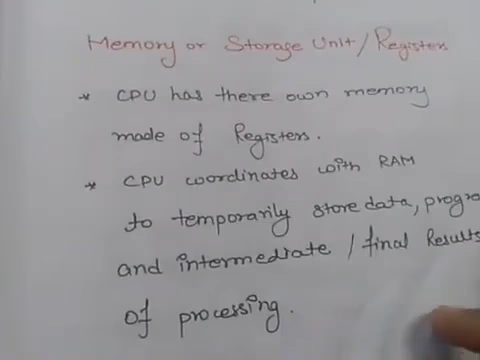 Memory or Storage Unit/Registers
* CPU has there own memory
made of Registers.
* CPU coordinates with RAM
to temporarily store data, progra
and intermediate / final Results
of processing.